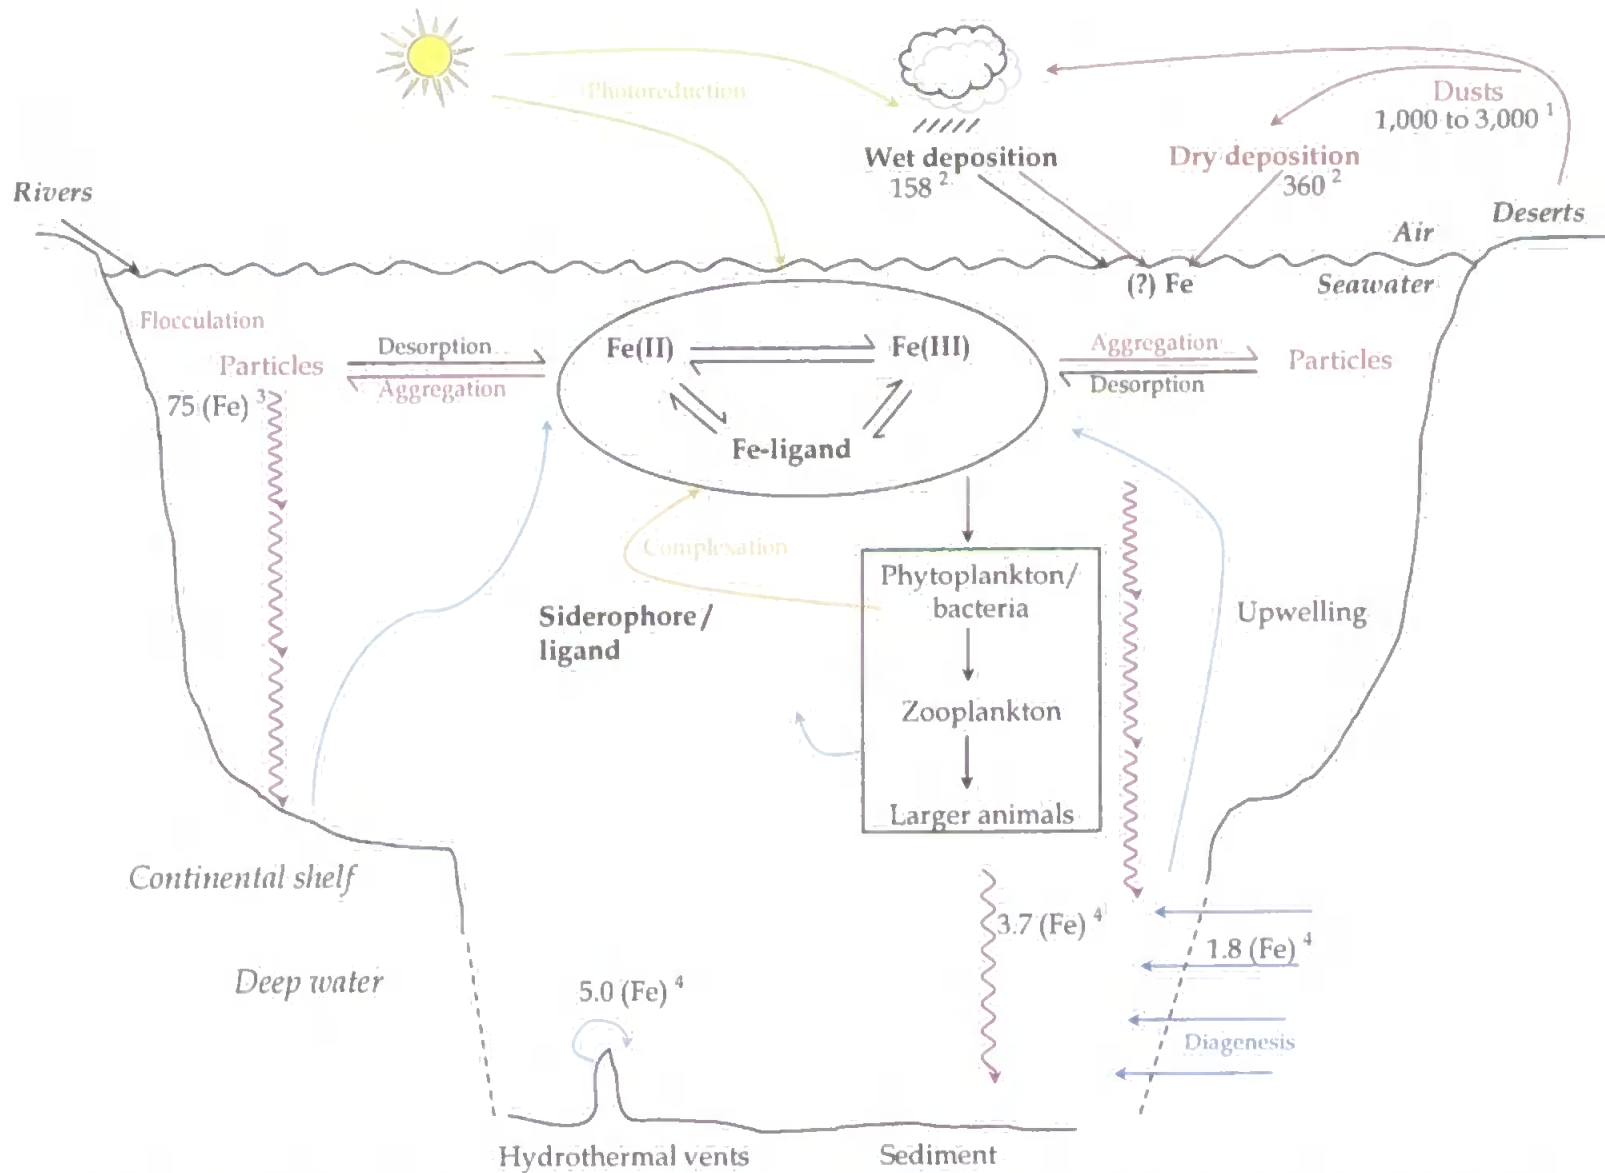 Photoreduction
Dusts
1,000 to 3,000 1
Wet deposition
158 2
Dry deposition
360 2
Rivers
Deserts
Air
(?) Fe
Seawater
Flocculation
Particles
Desorption
Aggregation
Fe(II)
Fe(III)
Fe-ligand
Aggregation
Desorption
Particles
75 (Fe) 3
Complexation
Siderophore/
ligand
Phytoplankton/
bacteria
Zooplankton
Larger animals
Upwelling
Continental shelf
Deep water
5.0 (Fe) 4
3.7 (Fe) 4
1.8 (Fe) 4
Diagenesis
Hydrothermal vents
Sediment